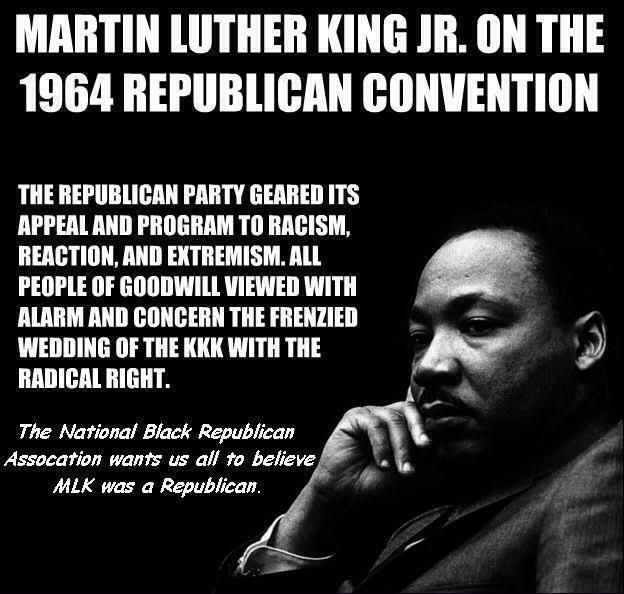 MARTIN LUTHER KING JR. ON THE
1964 REPUBLICAN CONVENTION
THE REPUBLICAN PARTY GEARED ITS
APPEAL AND PROGRAM TO RACISM,
REACTION, AND EXTREMISM. ALL
PEOPLE OF GOODWILL VIEWED WITH
ALARM AND CONCERN THE FRENZIED
WEDDING OF THE KKK WITH THE
RADICAL RIGHT.
The National Black Republican
Assocation wants us all to believe
MLK was a Republican.